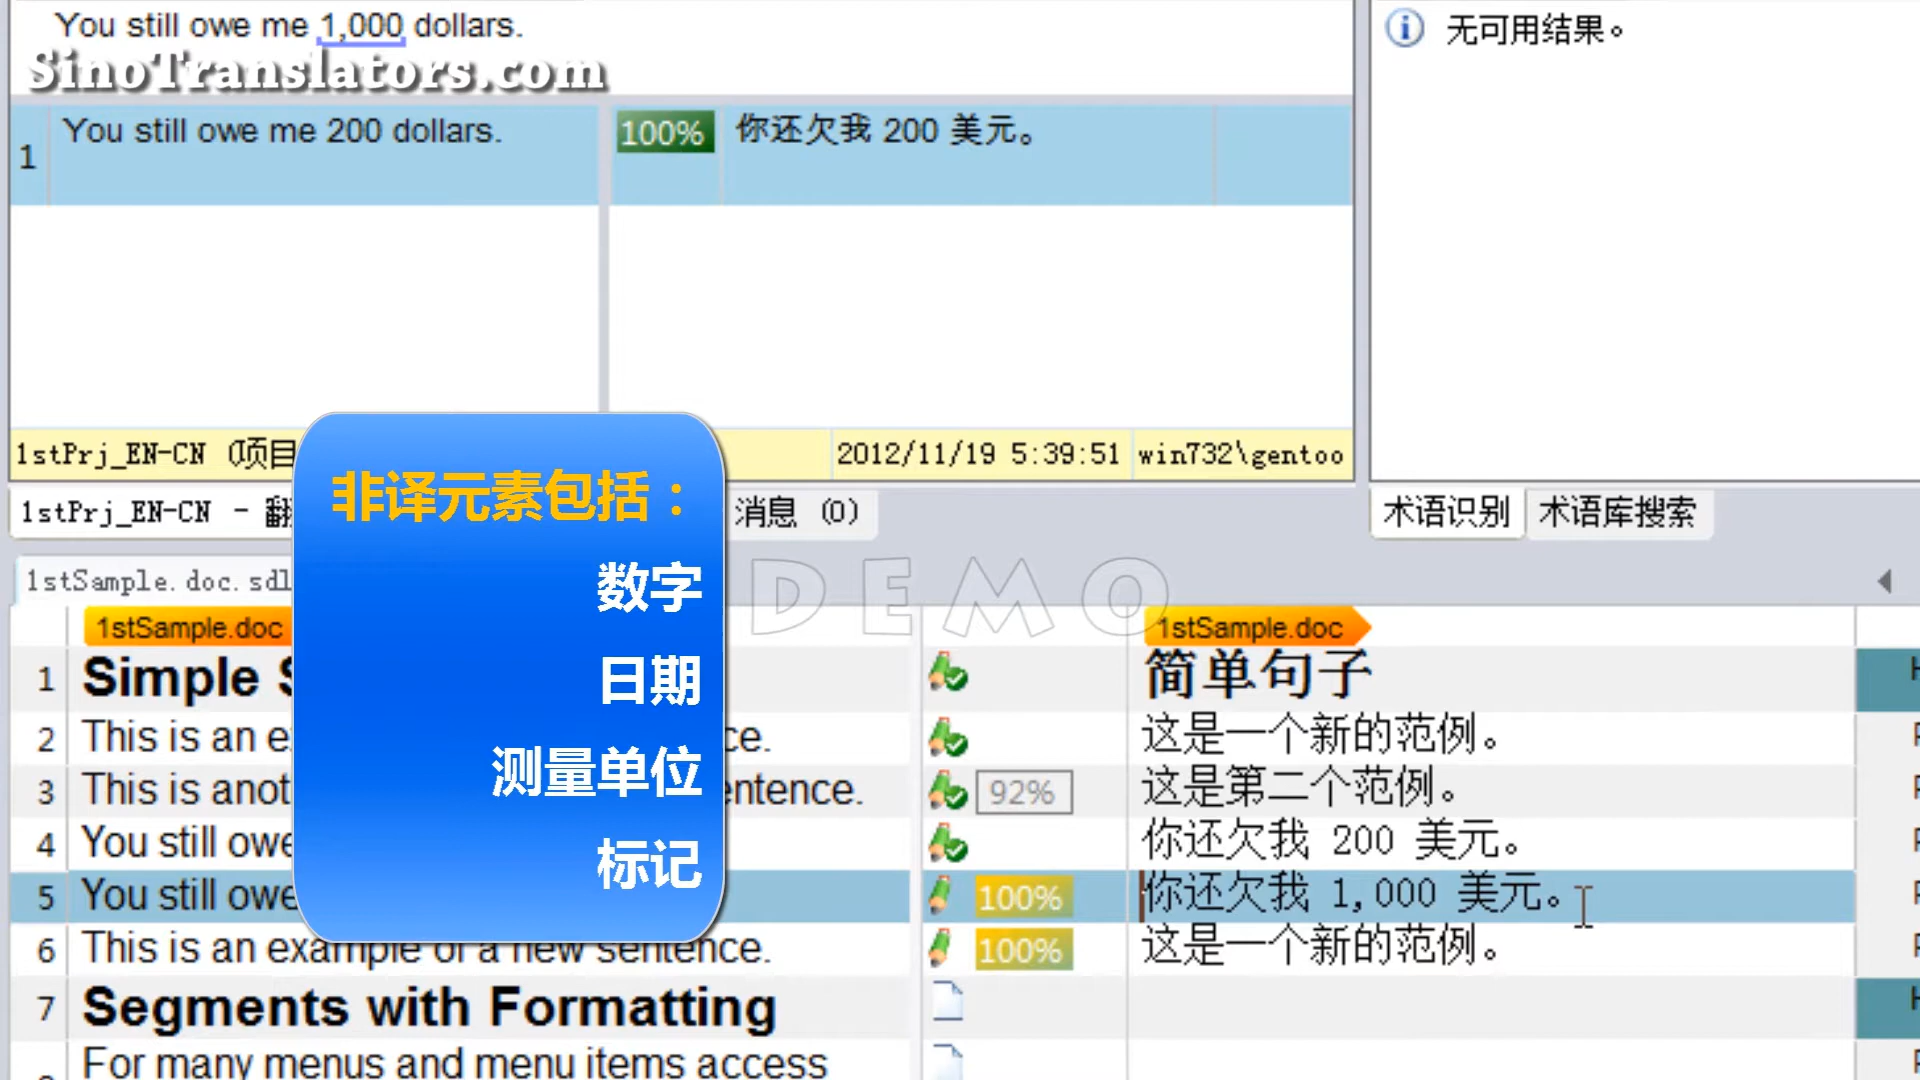 You still owe me 1,000 dollars.
SinoTranslators.com
1 You still owe me 200 dollars. 100% 你还欠我 200 美元。
无可用结果。
1stPrj_EN-CN (项目 2012/11/19 5:39:51 win732\gentoo
1stPrj_EN-CN - 消息 (0)
术语识别 术语库搜索
非译元素包括：
数字
日期
测量单位
标记
DEMO
1stSample.doc.sdl
1stSample.doc 1stSample.doc
1 Simple 简单句子
2 This is an 这是一个新的范例。
3 This is 92% 这是第二个范例。
4 You still owe 你还欠我 200 美元。
5 You still owe 100% 你还欠我 1,000 美元。
6 This is an example of a new sentence. 100% 这是一个新的范例。
7 Segments with Formatting
For many menus and menu items access